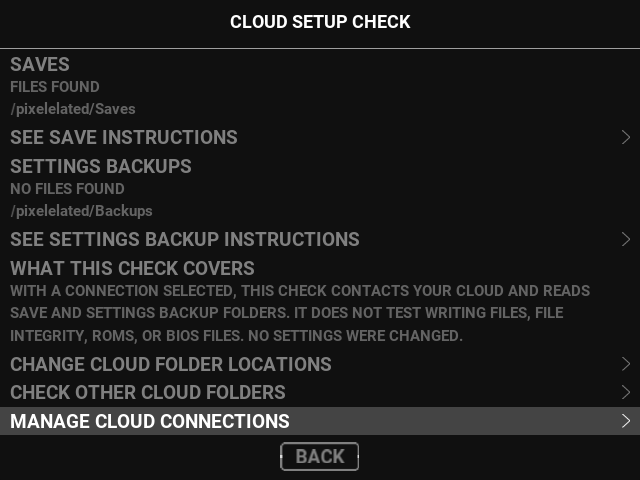 CLOUD SETUP CHECK
SAVES
FILES FOUND
/pixelelated/Saves
SEE SAVE INSTRUCTIONS
SETTINGS BACKUPS
NO FILES FOUND
/pixelelated/Backups
SEE SETTINGS BACKUP INSTRUCTIONS
WHAT THIS CHECK COVERS
WITH A CONNECTION SELECTED, THIS CHECK CONTACTS YOUR CLOUD AND READS
SAVE AND SETTINGS BACKUP FOLDERS. IT DOES NOT TEST WRITING FILES, FILE
INTEGRITY, ROMS, OR BIOS FILES. NO SETTINGS WERE CHANGED.
CHANGE CLOUD FOLDER LOCATIONS
CHECK OTHER CLOUD FOLDERS
MANAGE CLOUD CONNECTIONS
BACK